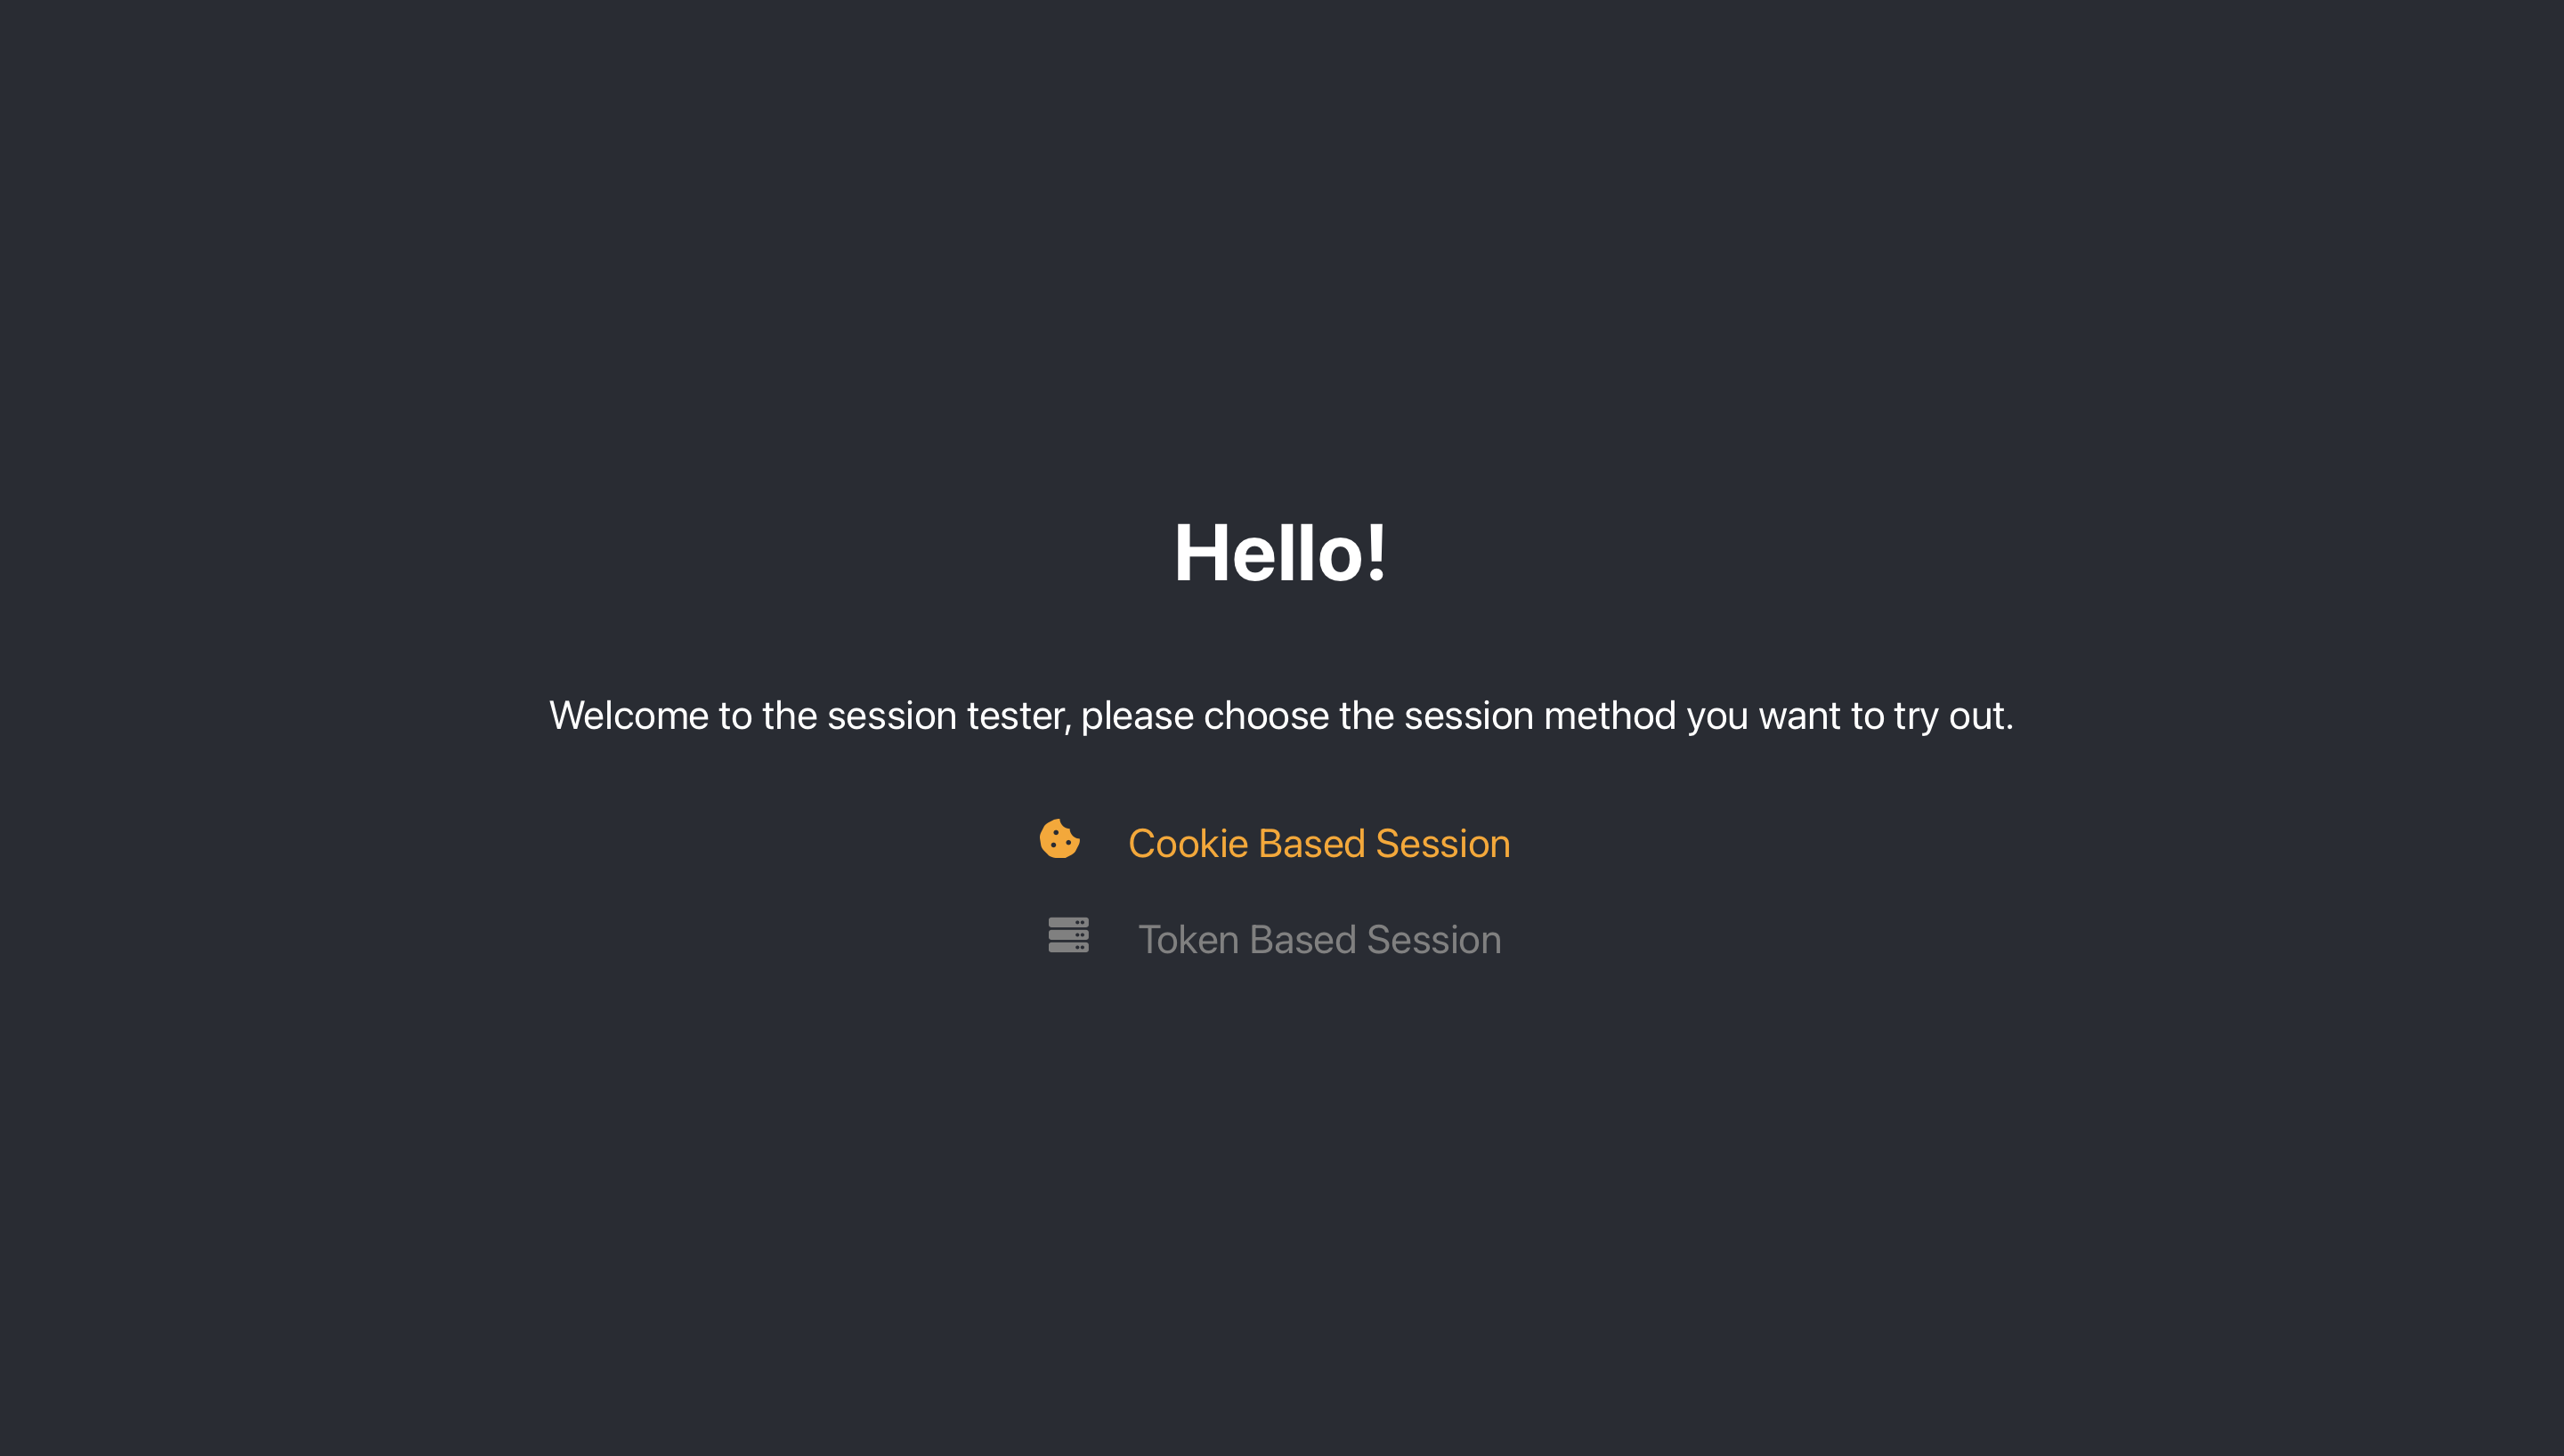 Hello!
Welcome to the session tester, please choose the session method you want to try out.
Cookie Based Session
Token Based Session